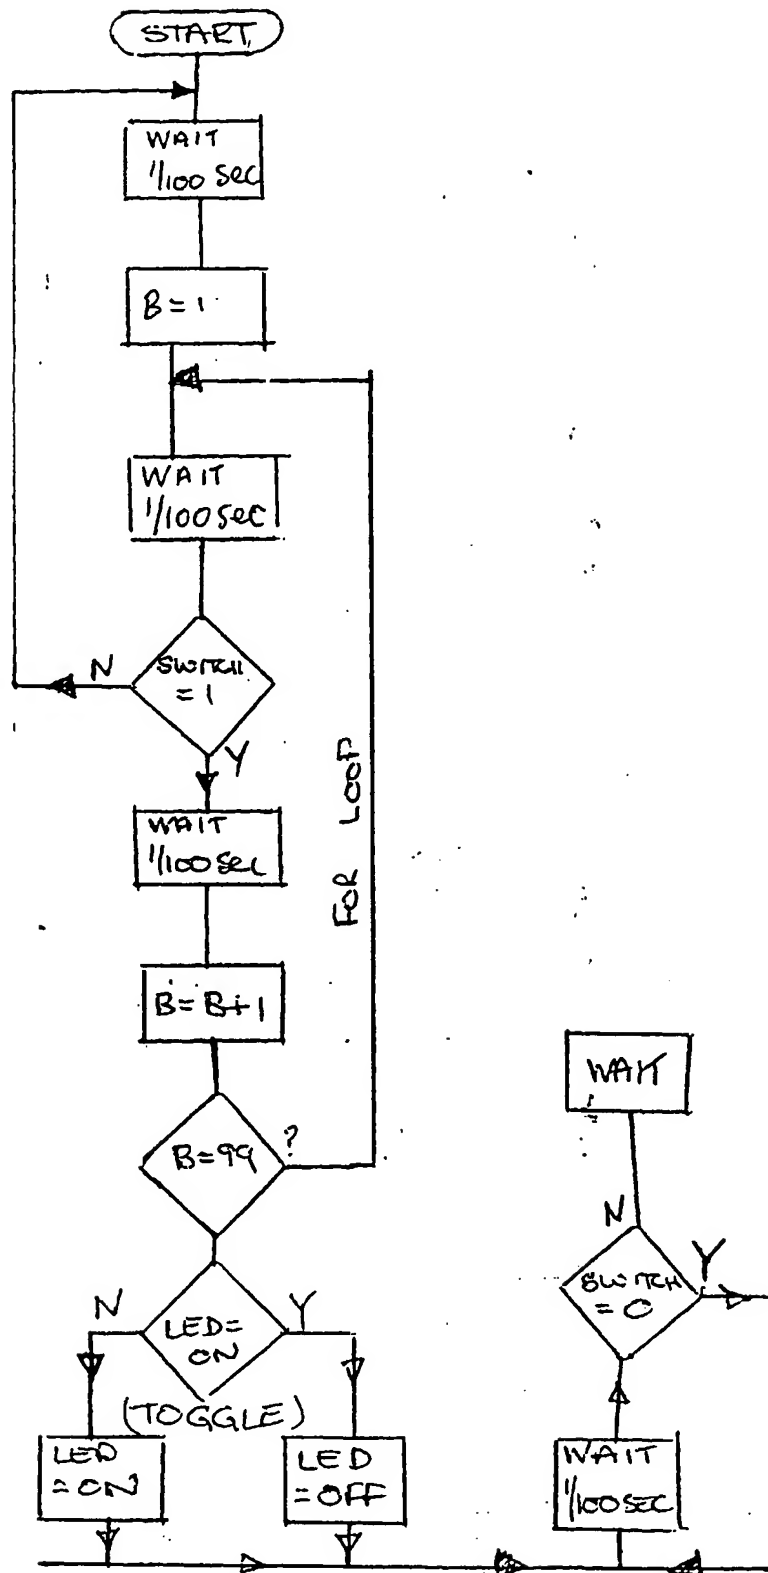 START
WAIT
1/100 SEC
B = 1
WAIT
1/100 SEC
SWITCH
= 1
N
Y
WAIT
1/100 SEC
FOR LOOP
B = B + 1
B = 99
?
LED =
ON
N
Y
(TOGGLE)
LED
= ON
LED
= OFF
WAIT
N
SWITCH
= 0
Y
WAIT
1/100 SEC